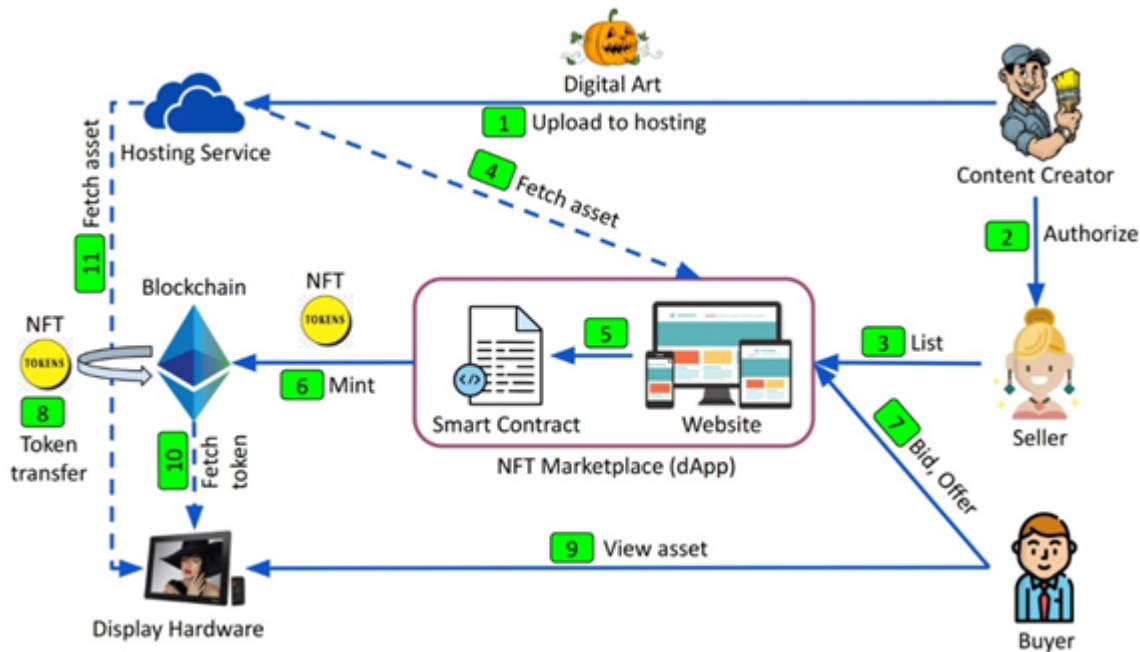 Digital Art
1 Upload to hosting
Hosting Service
Content Creator
Fetch asset
11
4 Fetch asset
2 Authorize
Blockchain
NFT
TOKENS
NFT
TOKENS
8
Token
transfer
6 Mint
5
3 List
Smart Contract
Website
NFT Marketplace (dApp)
Seller
7 Bid, Offer
10
Fetch
token
9 View asset
Display Hardware
Buyer